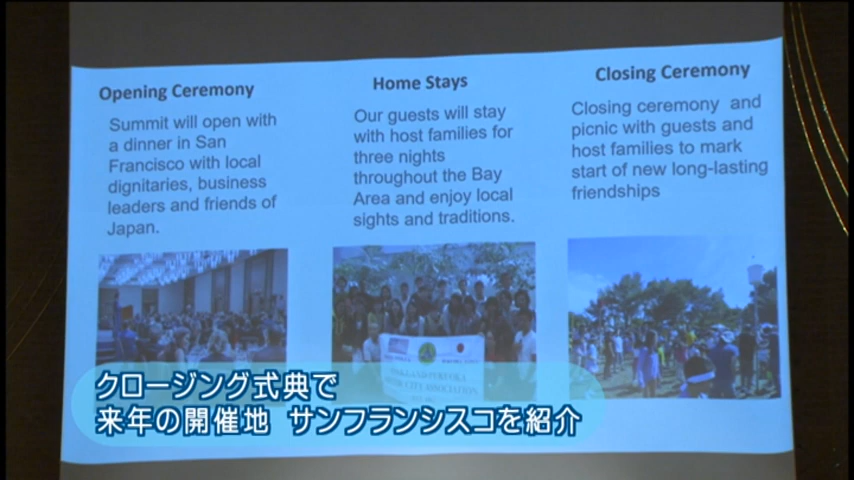 Opening Ceremony
Summit will open with
a dinner in San
Francisco with local
dignitaries, business
leaders and friends of
Japan.
Home Stays
Our guests will stay
with host families for
three nights
throughout the Bay
Area and enjoy local
sights and traditions.
Closing Ceremony
Closing ceremony and
picnic with guests and
host families to mark
start of new long-lasting
friendships
OAKLAND-FUKUOKA
SISTER CITY ASSOCIATION
クロージング式典で
来年の開催地 サンフランシスコを紹介